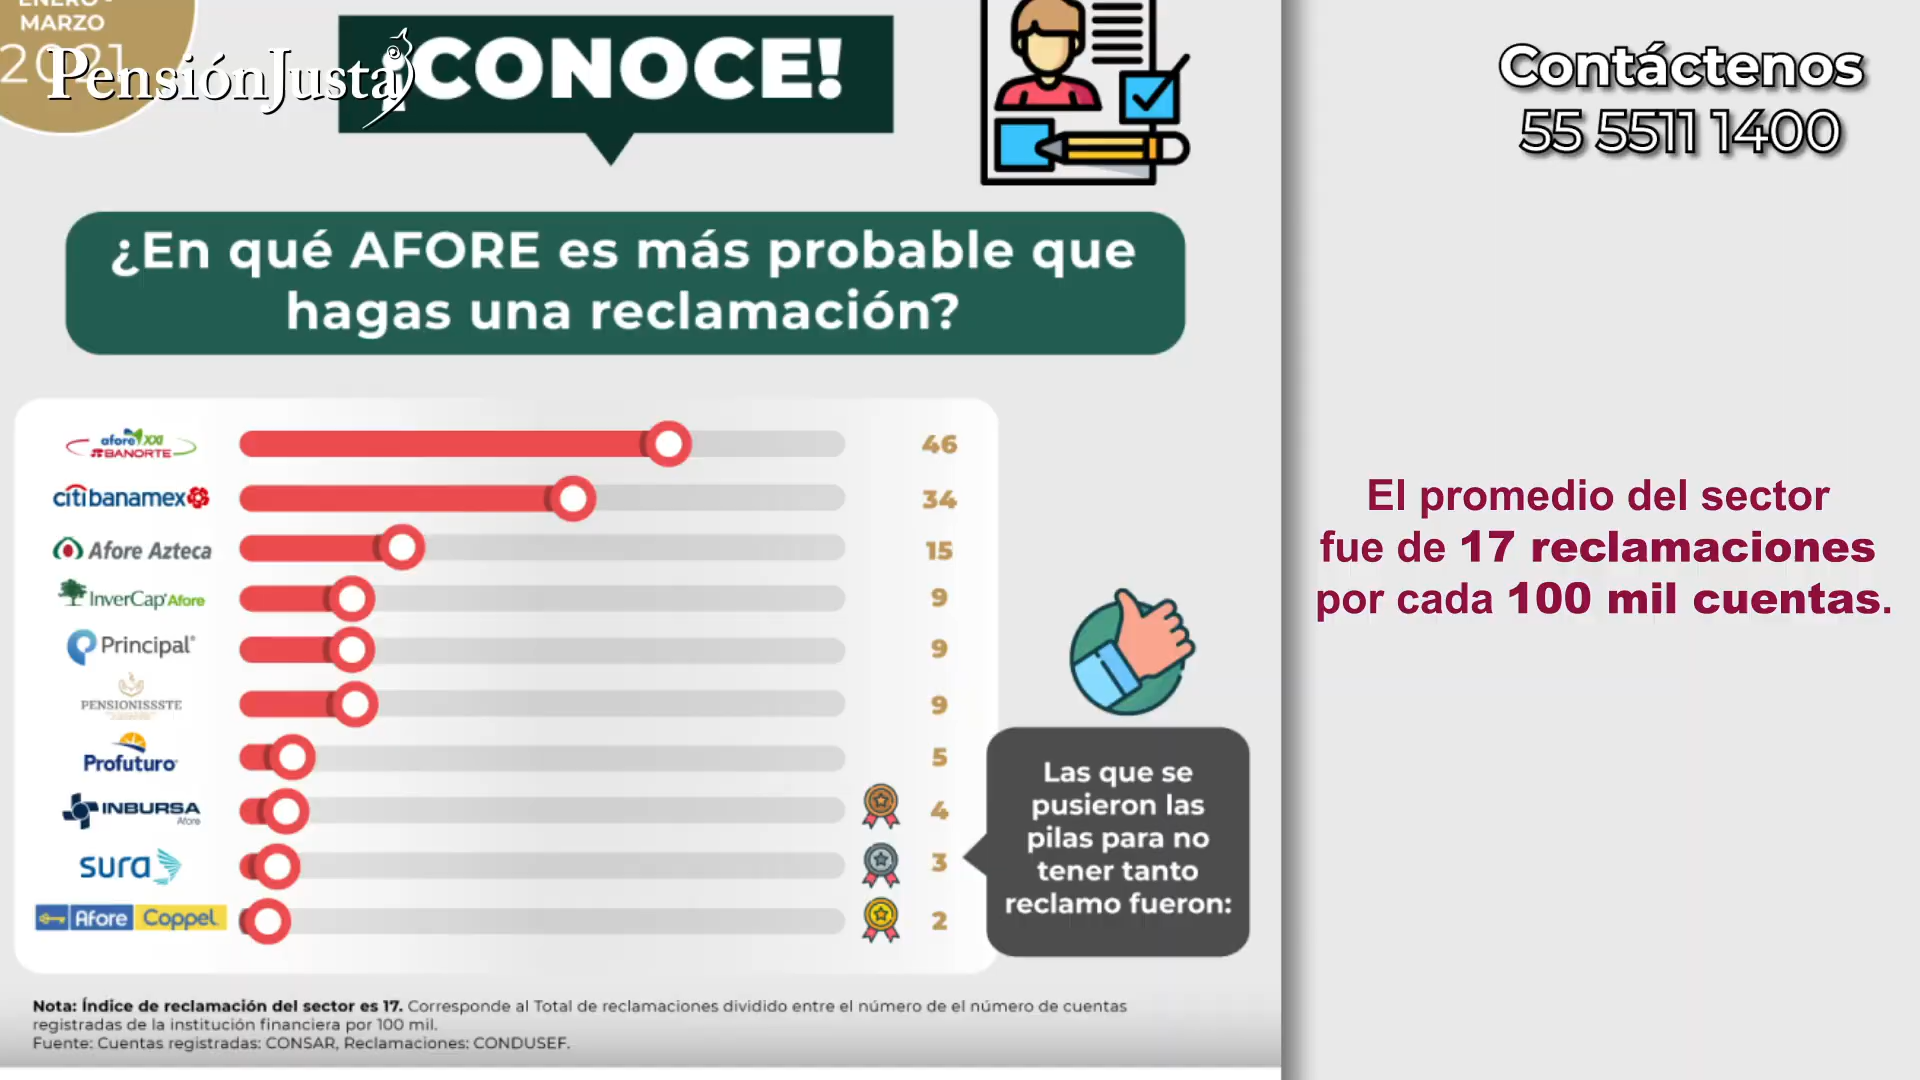 ENERO -
MARZO
2021
PensiónJusta
¡CONOCE!
Contáctenos
55 5511 1400
¿En qué AFORE es más probable que
hagas una reclamación?
afore XXI
BANORTE
46
citibanamex
34
Afore Azteca
15
InverCap Afore
9
Principal®
9
PENSIONISSSTE
9
Profuturo
5
INBURSA
Afore
4
sura
3
Afore Coppel
2
El promedio del sector
fue de 17 reclamaciones
por cada 100 mil cuentas.
Las que se
pusieron las
pilas para no
tener tanto
reclamo fueron:
Nota: Índice de reclamación del sector es 17. Corresponde al Total de reclamaciones dividido entre el número de el número de cuentas
registradas de la institución financiera por 100 mil.
Fuente: Cuentas registradas: CONSAR, Reclamaciones: CONDUSEF.